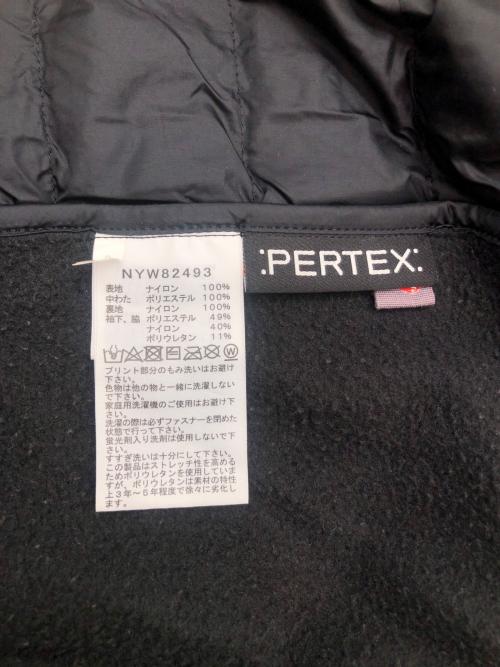 NYW82493
表地 ナイロン 100%
中わた ポリエステル 100%
裏地 ナイロン 100%
袖下、脇 ポリエステル 49%
ナイロン 40%
ポリウレタン 11%
プリント部分のもみ洗いはお避け
下さい。
色物は他の物と一緒に洗濯しない
で下さい。
家庭用洗濯機のご使用はお避け下
さい。
洗濯の際は必ずファスナーを閉めた
状態で行って下さい。
蛍光剤入り洗剤は使用しないで下
さい。
すすぎ洗いは十分にして下さい。
この製品はストレッチ性を高める
ためポリウレタンを使用していま
すが、ポリウレタンは素材の特性
上3年～5年程度で徐々に劣化し
ます。
:PERTEX: